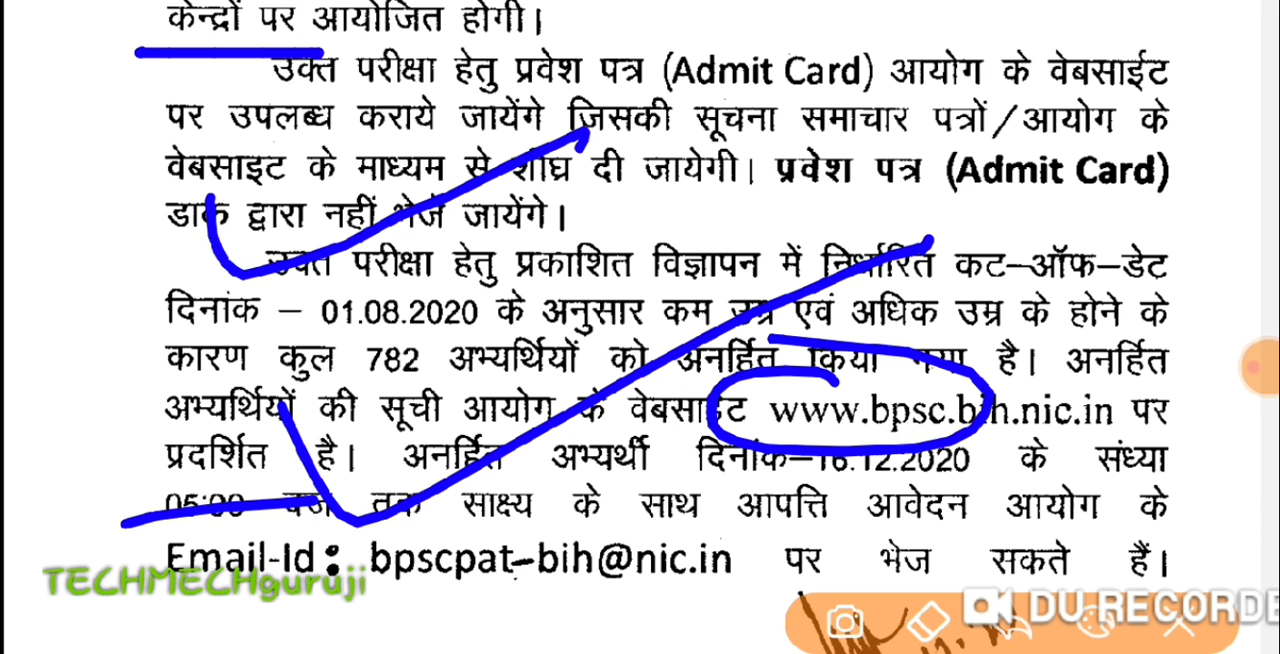 केन्द्रों पर आयोजित होगी।
उक्त परीक्षा हेतु प्रवेश पत्र (Admit Card) आयोग के वेबसाईट
पर उपलब्ध कराये जायेंगे जिसकी सूचना समाचार पत्रों/आयोग के
वेबसाइट के माध्यम से शीघ्र दी जायेगी। प्रवेश पत्र (Admit Card)
डाक द्वारा नहीं भेजे जायेंगे।
उक्त परीक्षा हेतु प्रकाशित विज्ञापन में निर्धारित कट–ऑफ–डेट
दिनांक – 01.08.2020 के अनुसार कम उम्र एवं अधिक उम्र के होने के
कारण कुल 782 अभ्यर्थियों को अनर्हित किया गया है। अनर्हित
अभ्यर्थियों की सूची आयोग के वेबसाईट www.bpsc.bih.nic.in पर
प्रदर्शित है। अनर्हित अभ्यर्थी दिनांक–16.12.2020 के संध्या
05:00 बजे तक साक्ष्य के साथ आपत्ति आवेदन आयोग के
Email-Id: bpscpat–bih@nic.in पर भेज सकते हैं।
TECHMECHguruji
DU RECORDE